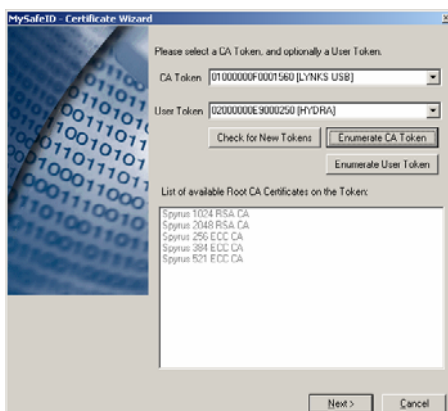 MySafeID - Certificate Wizard
Please select a CA Token, and optionally a User Token.
CA Token 01000000F0001560 [LYNKS USB]
User Token 02000000E9000250 [HYDRA]
Check for New Tokens
Enumerate CA Token
Enumerate User Token
List of available Root CA Certificates on the Token:
Spyrus 1024 RSA CA
Spyrus 2048 RSA CA
Spyrus 256 ECC CA
Spyrus 384 ECC CA
Spyrus 521 ECC CA
Next >
Cancel